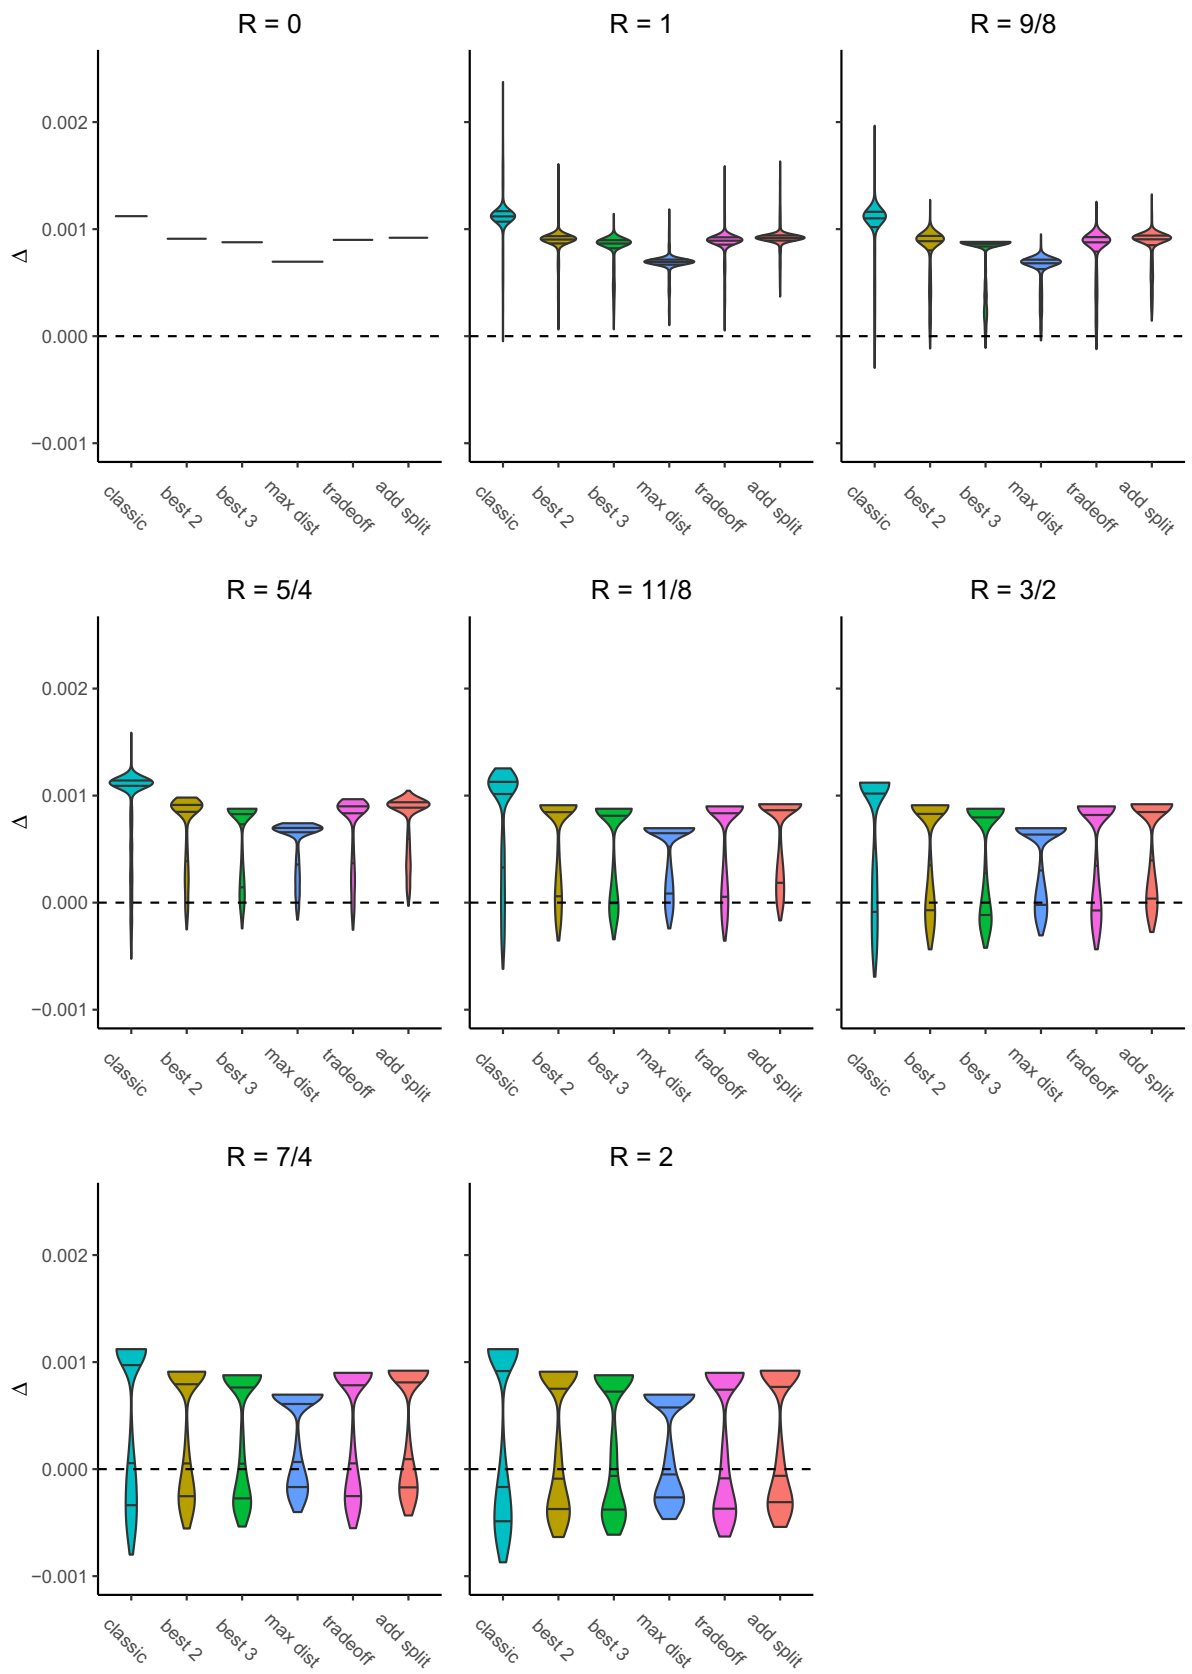 R = 0
R = 1
R = 9/8
0.002
0.001
0.000
−0.001
Δ
classic
best 2
best 3
max dist
tradeoff
add split
classic
best 2
best 3
max dist
tradeoff
add split
classic
best 2
best 3
max dist
tradeoff
add split
R = 5/4
R = 11/8
R = 3/2
0.002
0.001
0.000
−0.001
Δ
classic
best 2
best 3
max dist
tradeoff
add split
classic
best 2
best 3
max dist
tradeoff
add split
classic
best 2
best 3
max dist
tradeoff
add split
R = 7/4
R = 2
0.002
0.001
0.000
−0.001
Δ
classic
best 2
best 3
max dist
tradeoff
add split
classic
best 2
best 3
max dist
tradeoff
add split